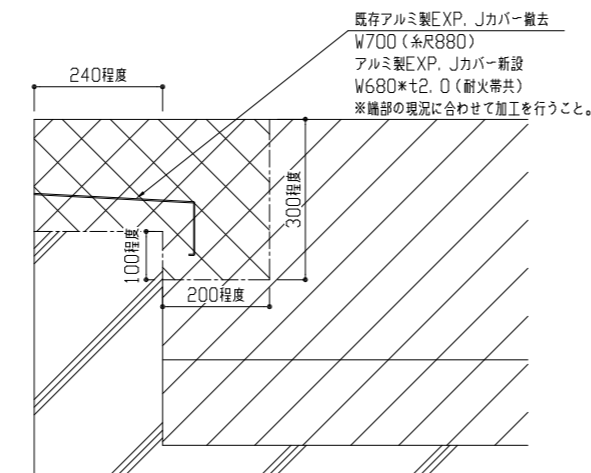 既存アルミ製EXP. Jカバー撤去
W700（糸尺880）
アルミ製EXP. Jカバー新設
W680*t2. 0（耐火帯共）
※端部の現況に合わせて加工を行うこと。
240程度
300程度
100程度
200程度